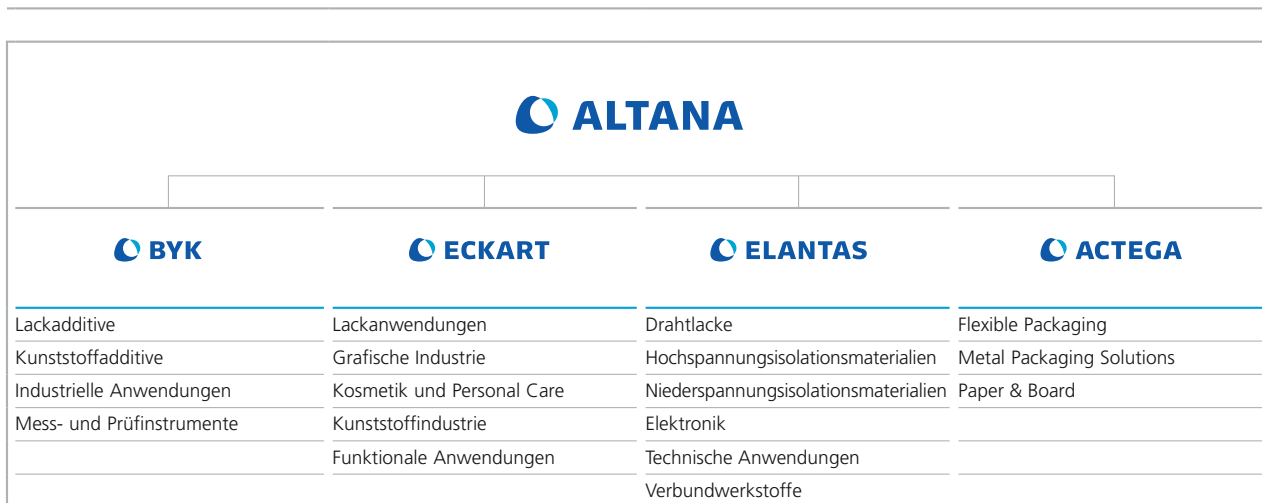 ALTANA
BYK
ECKART
ELANTAS
ACTEGA
Lackadditive
Kunststoffadditive
Industrielle Anwendungen
Mess- und Prüfinstrumente
Lackanwendungen
Grafische Industrie
Kosmetik und Personal Care
Kunststoffindustrie
Funktionale Anwendungen
Drahtlacke
Hochspannungsisolationsmaterialien
Niederspannungsisolationsmaterialien
Elektronik
Technische Anwendungen
Verbundwerkstoffe
Flexible Packaging
Metal Packaging Solutions
Paper & Board